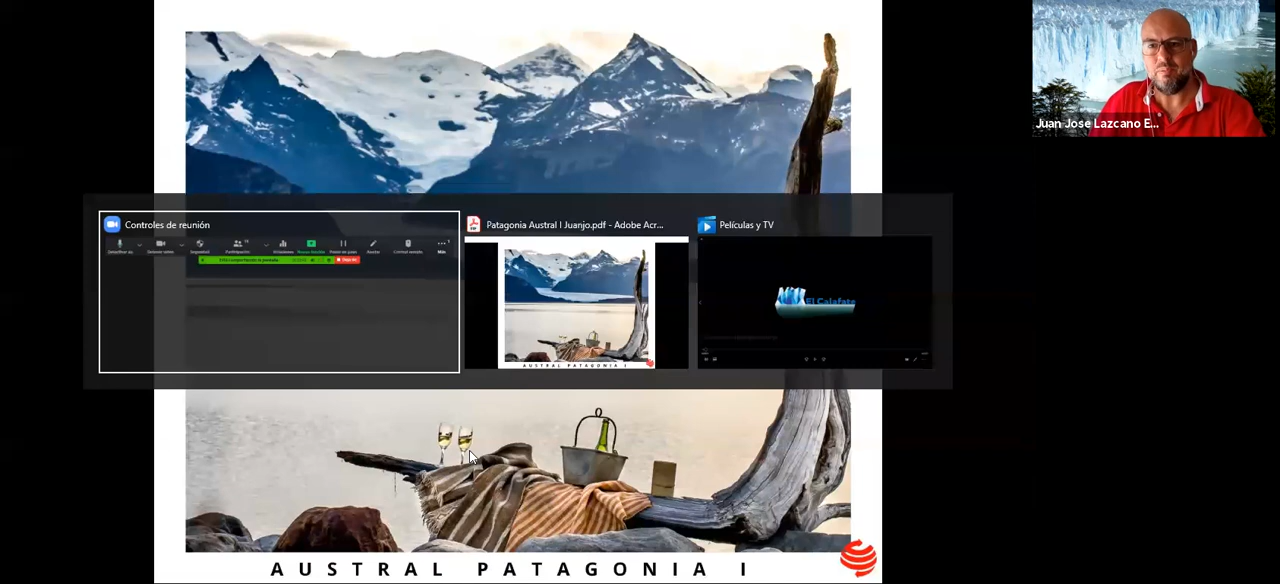 Juan Jose Lazcano E...
Controles de reunión
Patagonia Austral I Juanjo.pdf - Adobe Acr...
Películas y TV
El Calafate
AUSTRAL PATAGONIA I
AUSTRAL PATAGONIA I